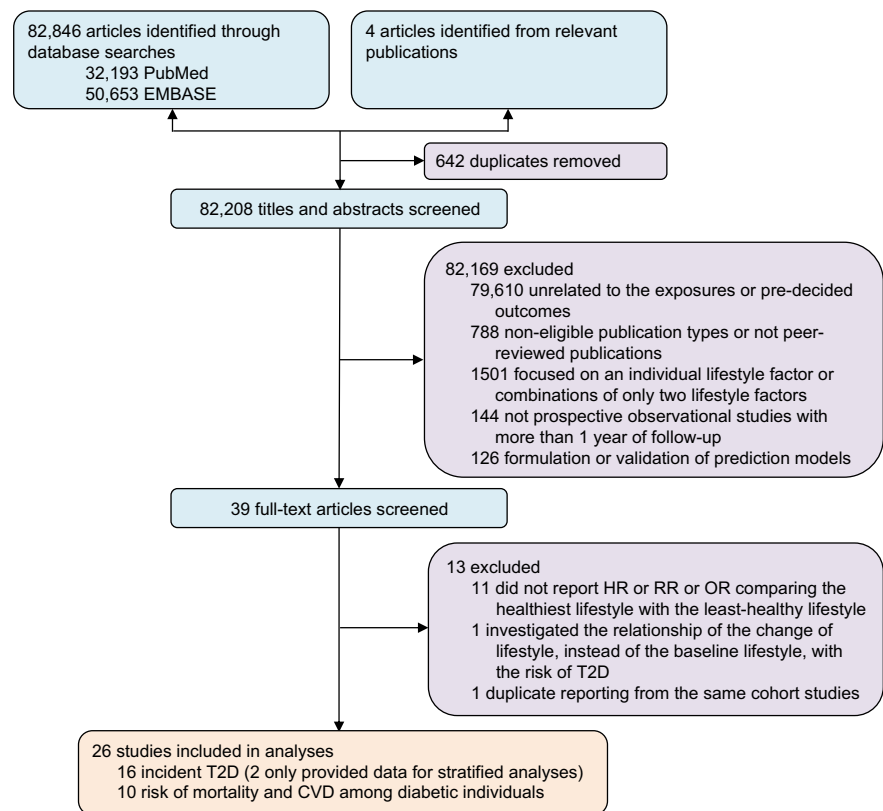 82,846 articles identified through
database searches
32,193 PubMed
50,653 EMBASE
4 articles identified from relevant
publications
642 duplicates removed
82,208 titles and abstracts screened
82,169 excluded
79,610 unrelated to the exposures or pre-decided
outcomes
788 non-eligible publication types or not peer-
reviewed publications
1501 focused on an individual lifestyle factor or
combinations of only two lifestyle factors
144 not prospective observational studies with
more than 1 year of follow-up
126 formulation or validation of prediction models
39 full-text articles screened
13 excluded
11 did not report HR or RR or OR comparing the
healthiest lifestyle with the least-healthy lifestyle
1 investigated the relationship of the change of
lifestyle, instead of the baseline lifestyle, with
the risk of T2D
1 duplicate reporting from the same cohort studies
26 studies included in analyses
16 incident T2D (2 only provided data for stratified analyses)
10 risk of mortality and CVD among diabetic individuals